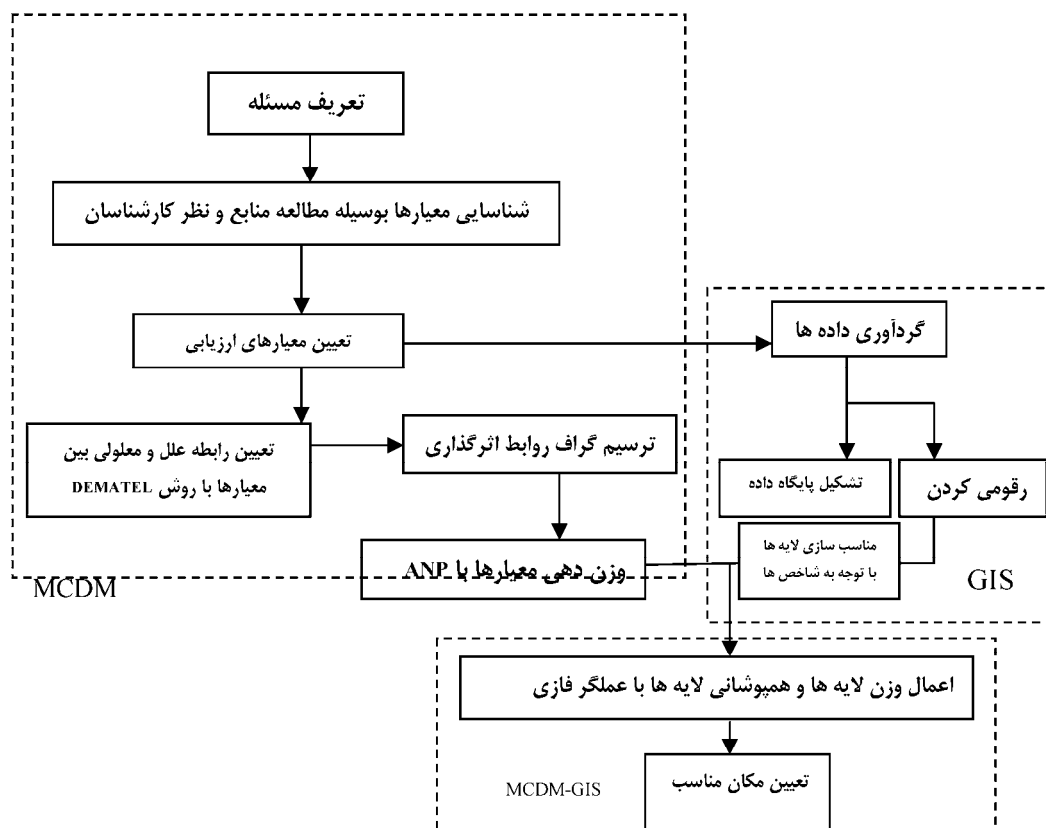 تعریف مسئله
شناسایی معیارها بوسیله مطالعه منابع و نظر کارشناسان
تعیین معیارهای ارزیابی
گردآوری داده ها
تعیین رابطه علل و معلولی بین
معیارها با روش DEMATEL
ترسیم گراف روابط اثرگذاری
تشکیل پایگاه داده
رقومی کردن
وزن دهی معیارها با ANP
مناسب سازی لایه ها
با توجه به شاخص ها
MCDM
GIS
اعمال وزن لایه ها و همپوشانی لایه ها با عملگر فازی
تعیین مکان مناسب
MCDM-GIS